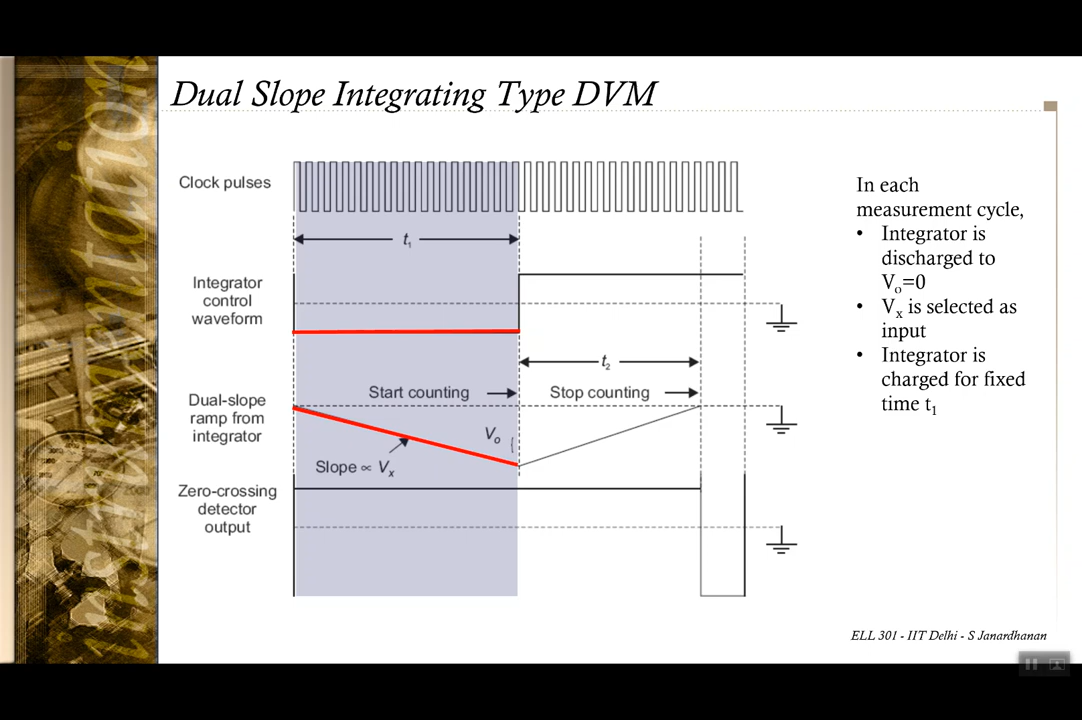 Dual Slope Integrating Type DVM
Clock pulses
t₁
Integrator
control
waveform
t₂
Start counting
Stop counting
Dual-slope
ramp from
integrator
Vₒ
Slope ∝ Vₓ
Zero-crossing
detector
output
In each
measurement cycle,
• Integrator is
discharged to
Vₒ=0
• Vₓ is selected as
input
• Integrator is
charged for fixed
time t₁
ELL 301 - IIT Delhi - S Janardhanan
instrumentation